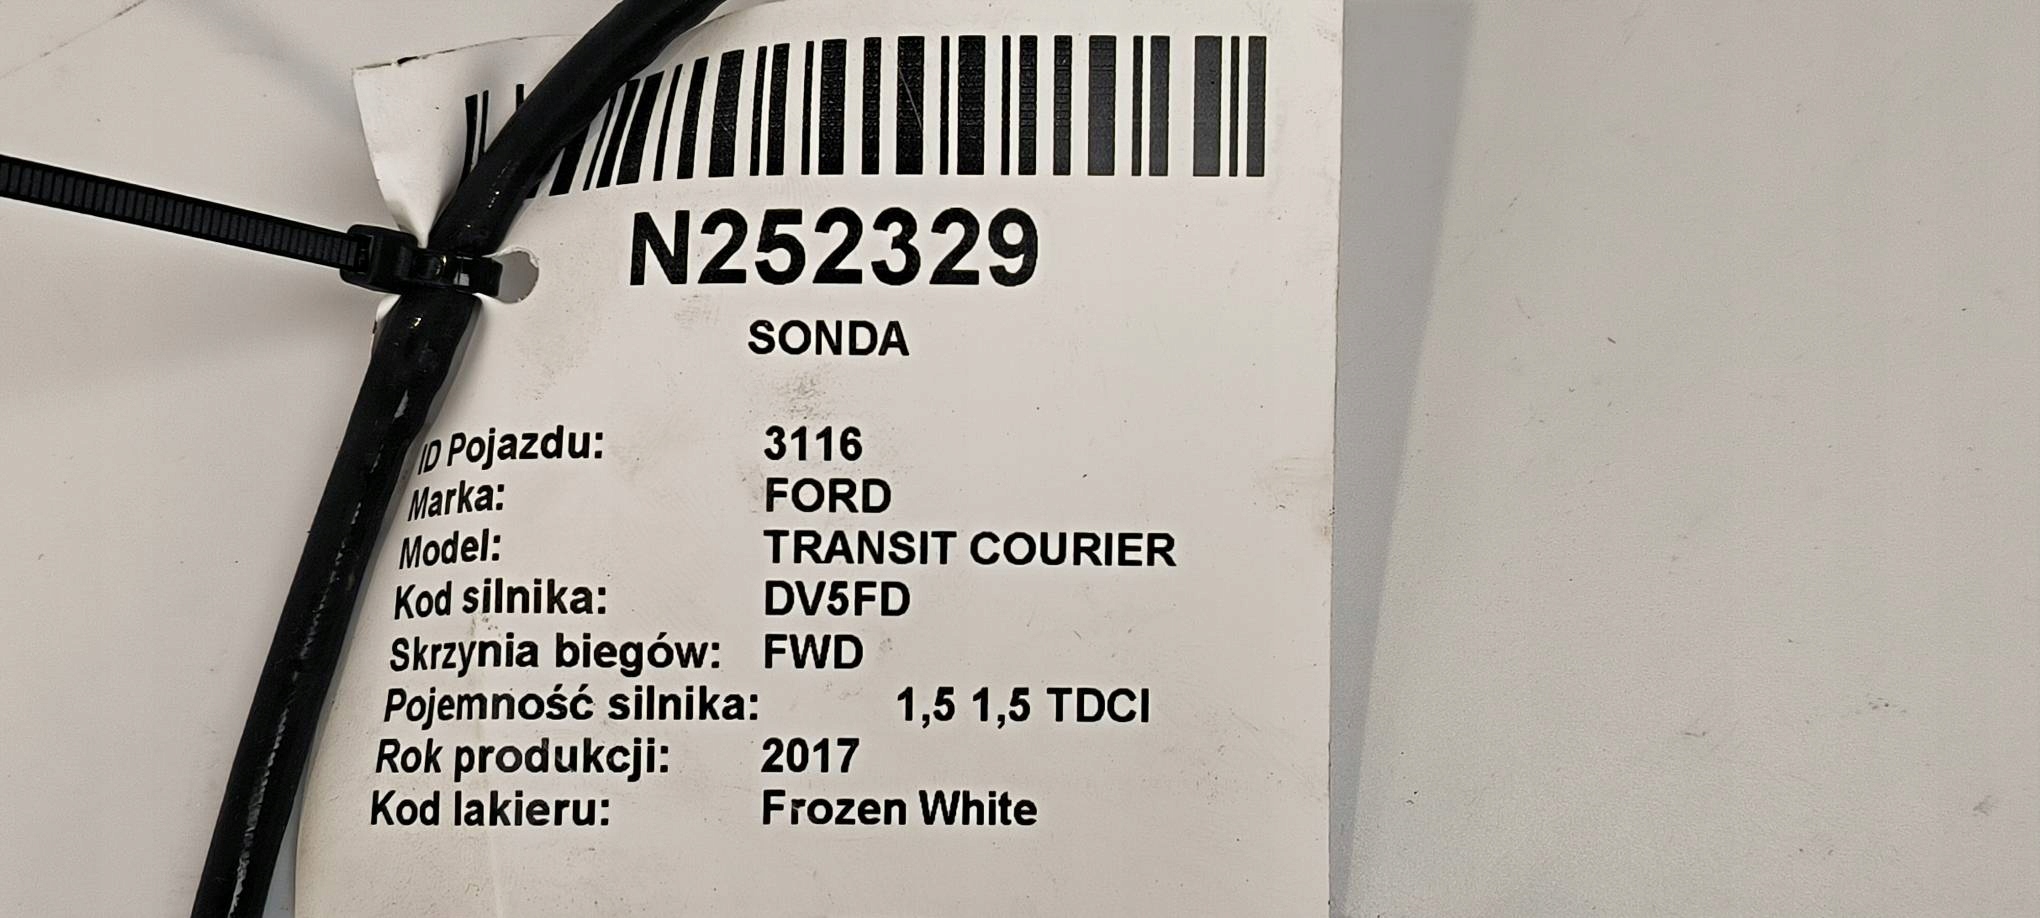 N252329
SONDA
ID Pojazdu: 3116
Marka: FORD
Model: TRANSIT COURIER
Kod silnika: DV5FD
Skrzynia biegów: FWD
Pojemność silnika: 1,5 1,5 TDCI
Rok produkcji: 2017
Kod lakieru: Frozen White